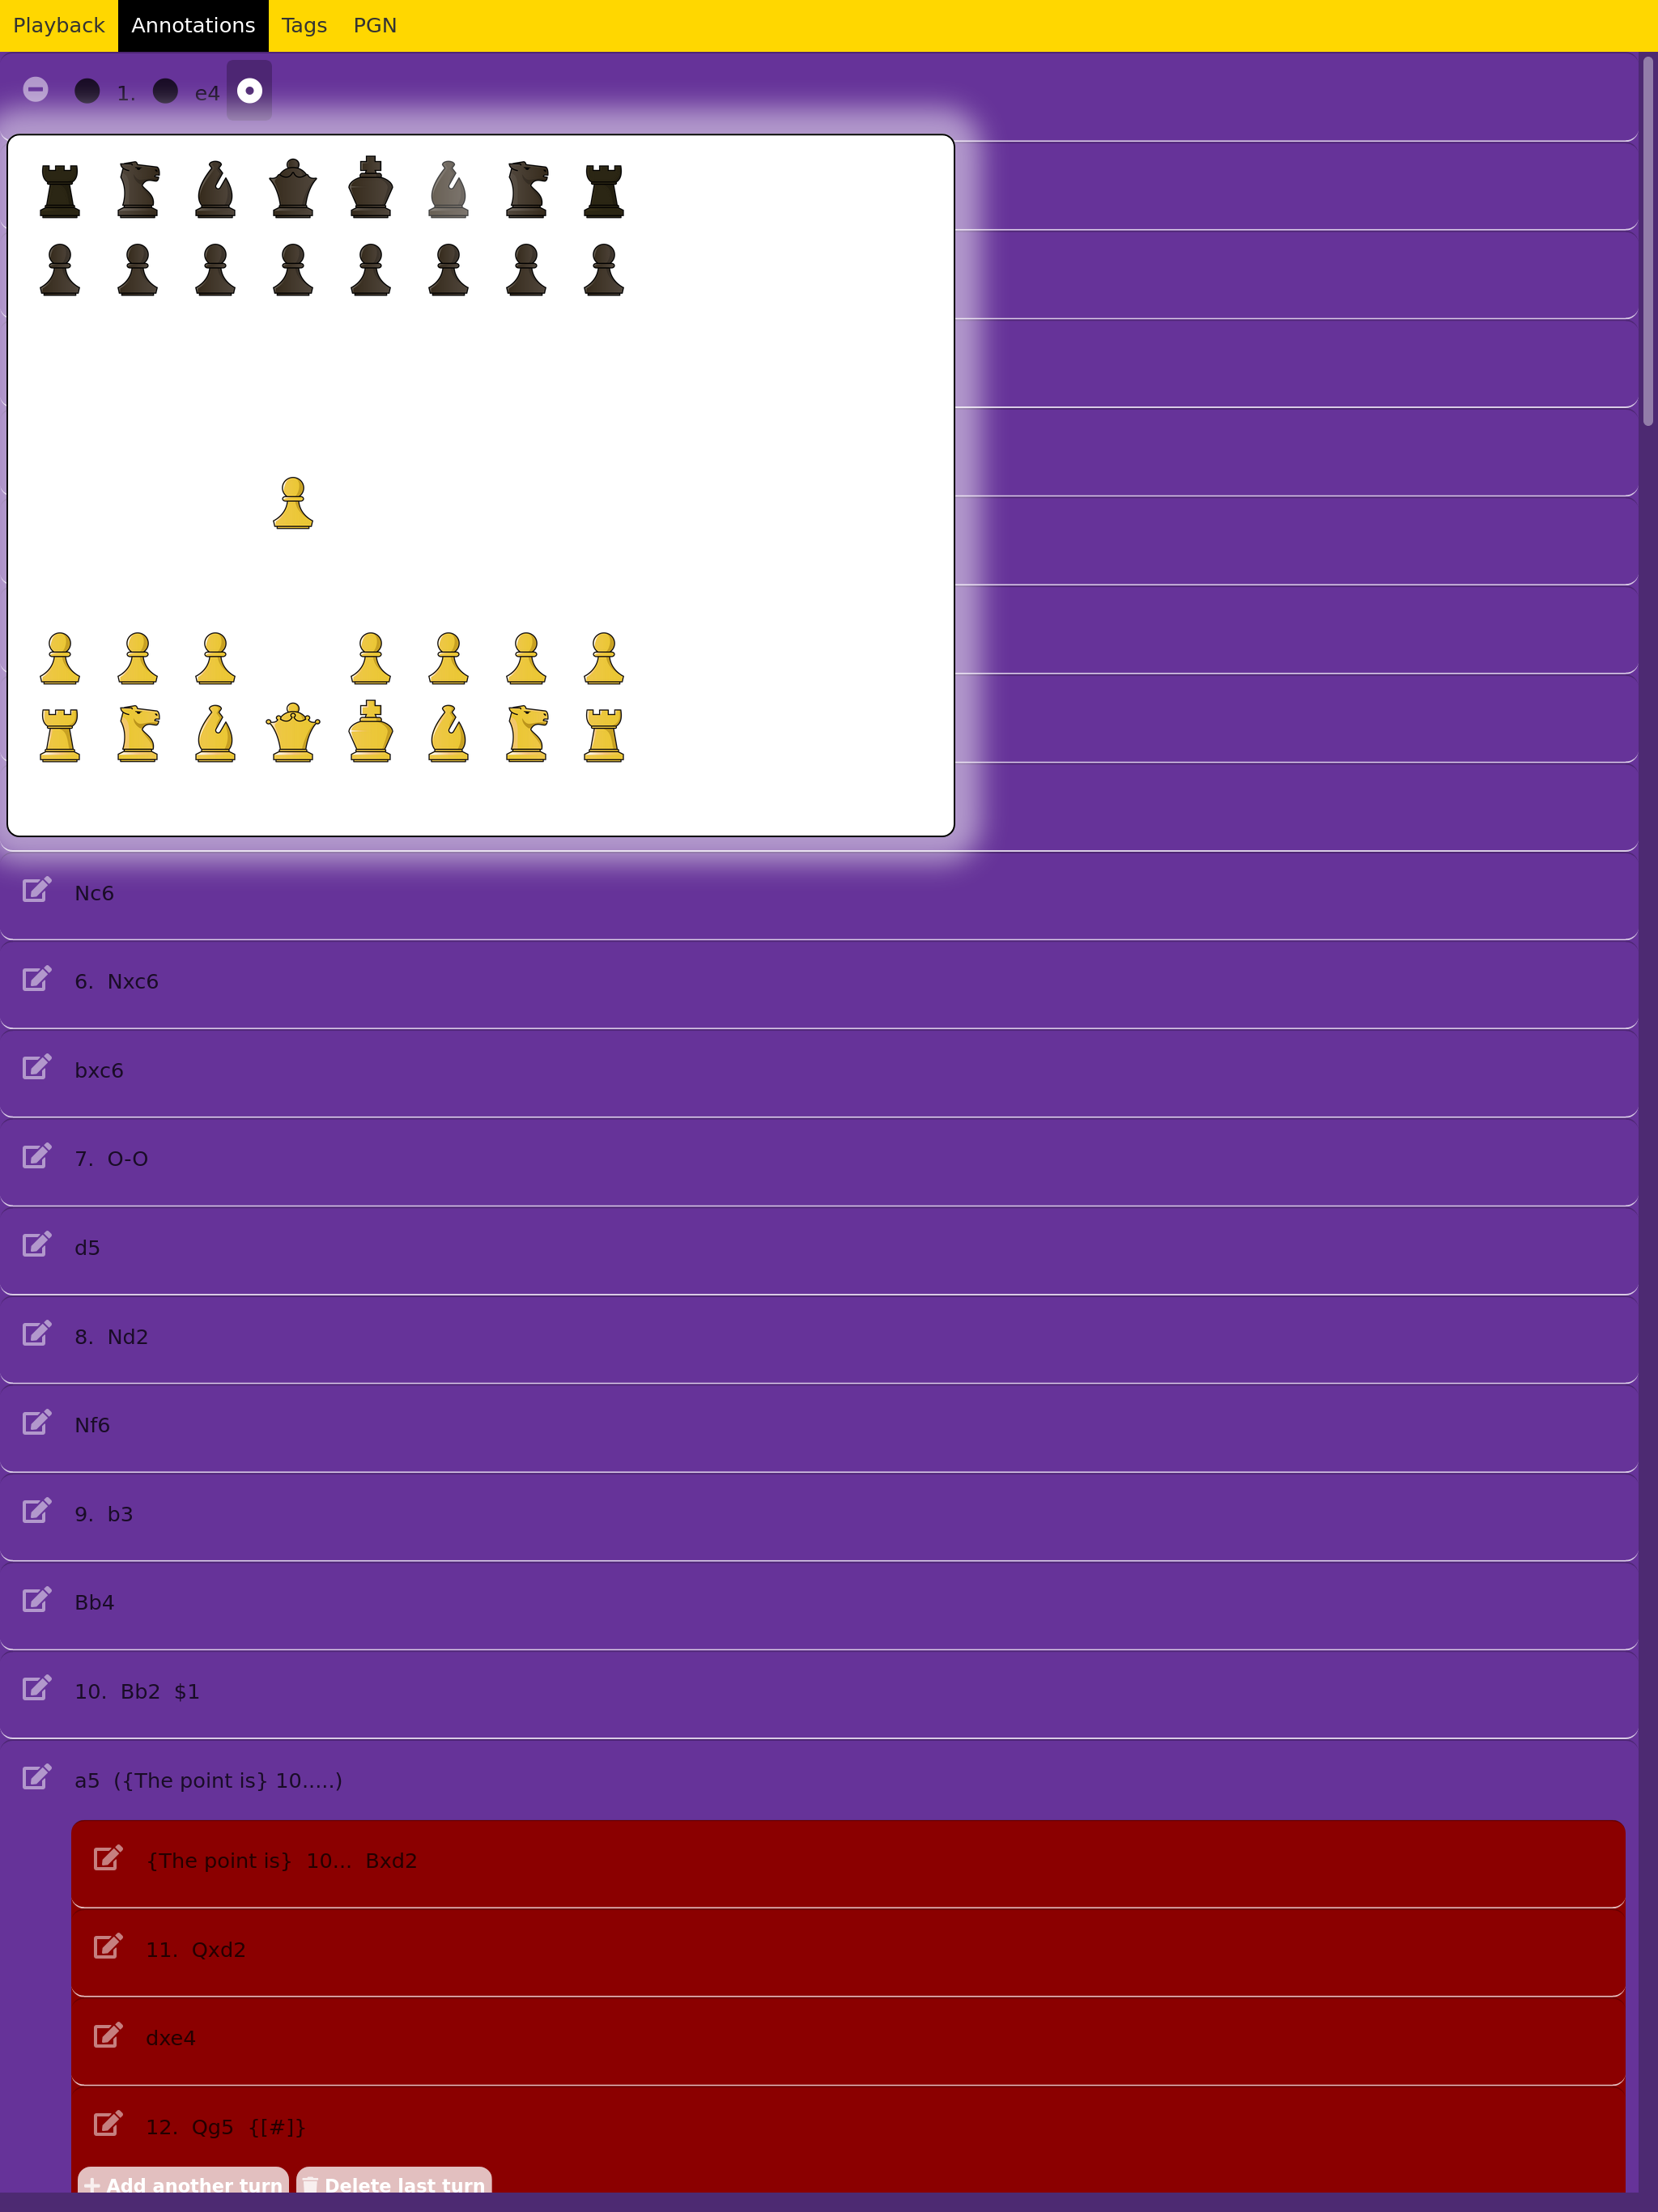 Playback Annotations Tags PGN
1. e4
Nc6
6. Nxc6
bxc6
7. O-O
d5
8. Nd2
Nf6
9. b3
Bb4
10. Bb2 $1
a5 ({The point is} 10.....)
{The point is} 10... Bxd2
11. Qxd2
dxe4
12. Qg5 {[#]}
Add another turn Delete last turn